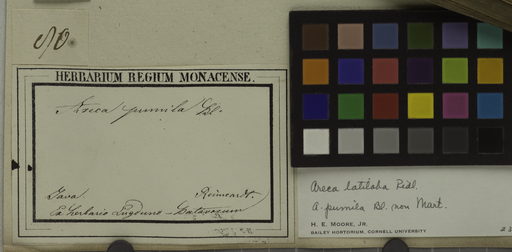 HERBARIUM REGIUM MONACENSE.
Areca pumila Bl.
Java. Reinwardt.
Ex herbario Lugduno-Batavorum
Areca latiloba Ridl.
A. pumila Bl. non Mart.
H. E. MOORE, JR.
BAILEY HORTORIUM, CORNELL UNIVERSITY